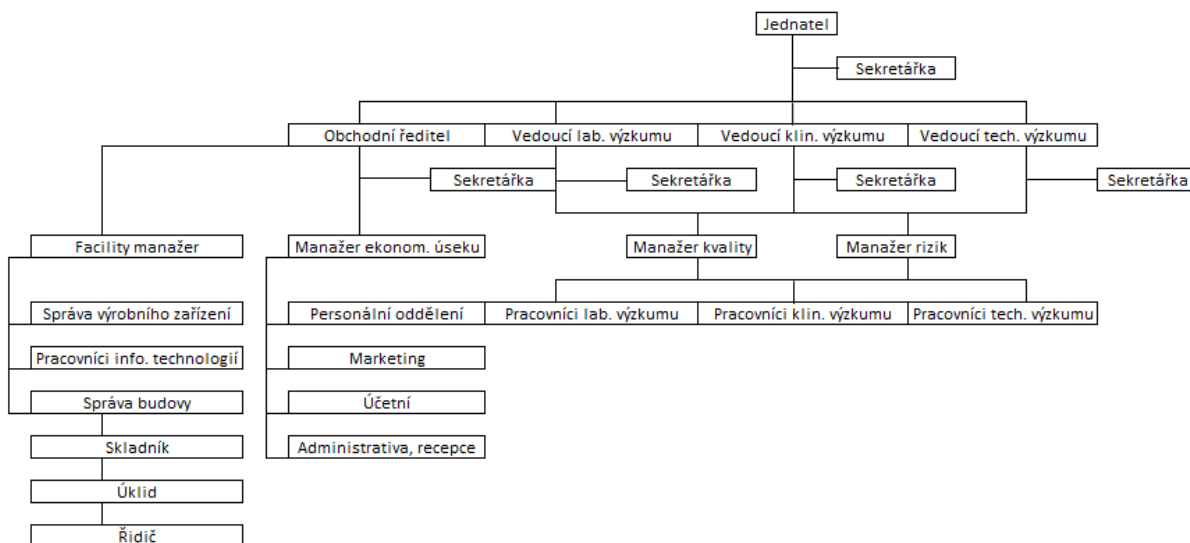 Jednatel
Sekretářka
Obchodní ředitel
Vedoucí lab. výzkumu
Vedoucí klin. výzkumu
Vedoucí tech. výzkumu
Sekretářka
Sekretářka
Sekretářka
Sekretářka
Facility manažer
Manažer ekonom. úseku
Manažer kvality
Manažer rizik
Správa výrobního zařízení
Personální oddělení
Pracovníci lab. výzkumu
Pracovníci klin. výzkumu
Pracovníci tech. výzkumu
Pracovníci info. technologií
Marketing
Správa budovy
Účetní
Skladník
Administrativa, recepce
Úklid
Řidič